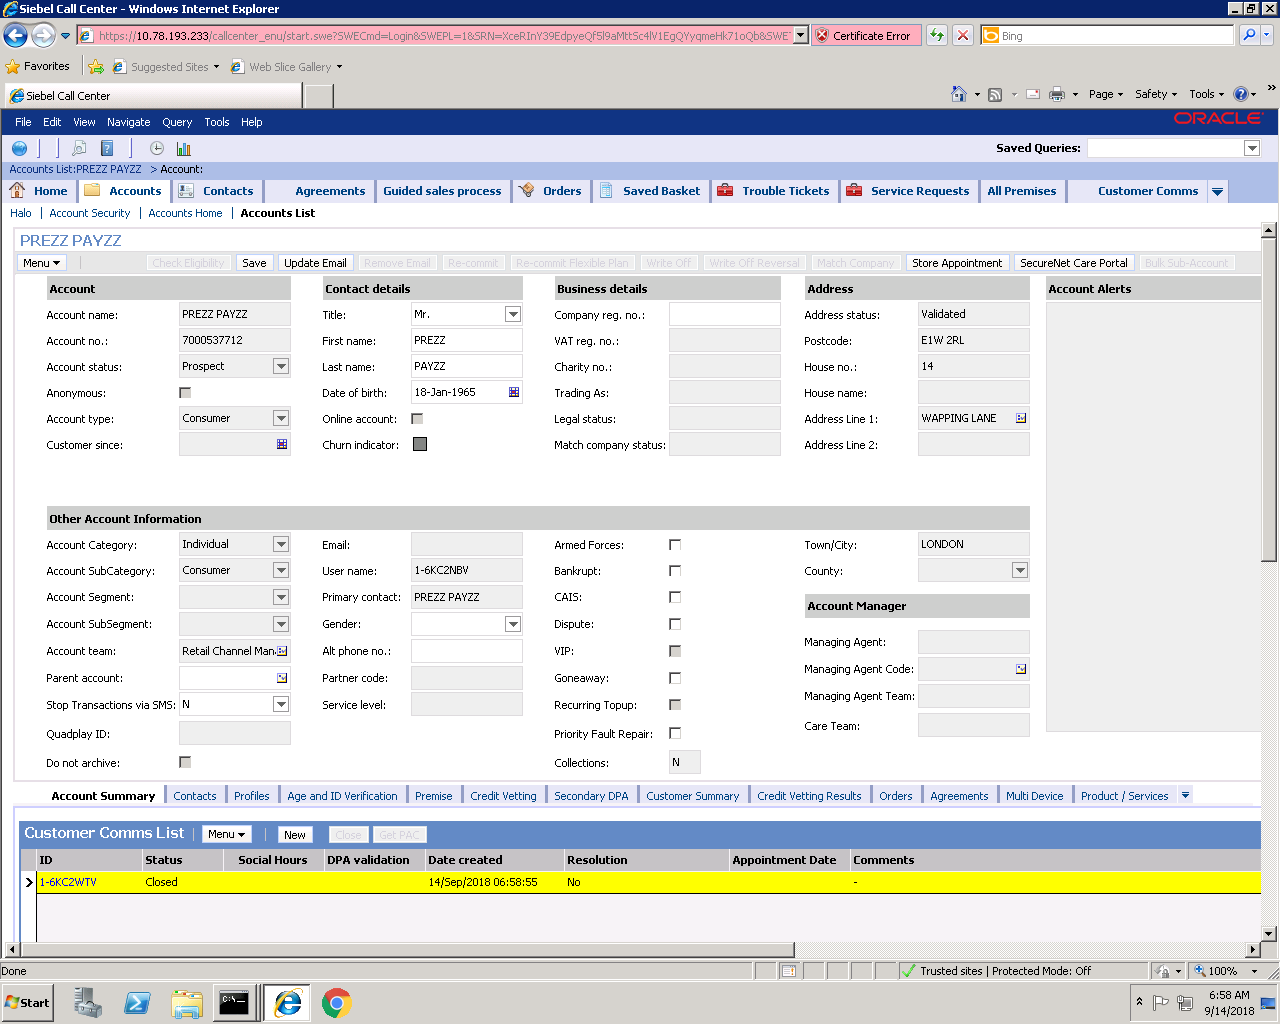 Siebel Call Center - Windows Internet Explorer
https://10.78.193.233/callcenter_enu/start.swe?SWECmd=Login&SWEPL=1&SRN=XceRInY39EdpyeQf5l9aMttSc4lV1EgQYyqmeHk71oQb&SWET
Certificate Error
Bing
Favorites
Suggested Sites
Web Slice Gallery
Siebel Call Center
Page
Safety
Tools
File Edit View Navigate Query Tools Help
ORACLE
Saved Queries:
Accounts List:PREZZ PAYZZ > Account:
Home Accounts Contacts Agreements Guided sales process Orders Saved Basket Trouble Tickets Service Requests All Premises Customer Comms
Halo | Account Security | Accounts Home | Accounts List
PREZZ PAYZZ
Menu Check Eligibility Save Update Email Remove Email Re-commit Re-commit Flexible Plan Write Off Write Off Reversal Match Company Store Appointment SecureNet Care Portal Bulk Sub-Account
Account Contact details Business details Address Account Alerts
Account name: PREZZ PAYZZ Title: Mr. Company reg. no.: Address status: Validated
Account no.: 7000537712 First name: PREZZ VAT reg. no.: Postcode: E1W 2RL
Account status: Prospect Last name: PAYZZ Charity no.: House no.: 14
Anonymous: Date of birth: 18-Jan-1965 Trading As: House name:
Account type: Consumer Online account: Legal status: Address Line 1: WAPPING LANE
Customer since: Churn indicator: Match company status: Address Line 2:
Other Account Information
Account Category: Individual Email: Armed Forces: Town/City: LONDON
Account SubCategory: Consumer User name: 1-6KC2NBV Bankrupt: County:
Account Segment: Primary contact: PREZZ PAYZZ CAIS: Account Manager
Account SubSegment: Gender: Dispute:
Account team: Retail Channel Man Alt phone no.: VIP: Managing Agent:
Parent account: Partner code: Goneaway: Managing Agent Code:
Stop Transactions via SMS: N Service level: Recurring Topup: Managing Agent Team:
Quadplay ID: Priority Fault Repair: Care Team:
Do not archive: Collections: N
Account Summary Contacts Profiles Age and ID Verification Premise Credit Vetting Secondary DPA Customer Summary Credit Vetting Results Orders Agreements Multi Device Product / Services
Customer Comms List Menu New Close Get PAC
ID Status Social Hours DPA validation Date created Resolution Appointment Date Comments
1-6KC2WTV Closed 14/Sep/2018 06:58:55 No -
Done
Trusted sites | Protected Mode: Off
100%
Start
6:58 AM
9/14/2018